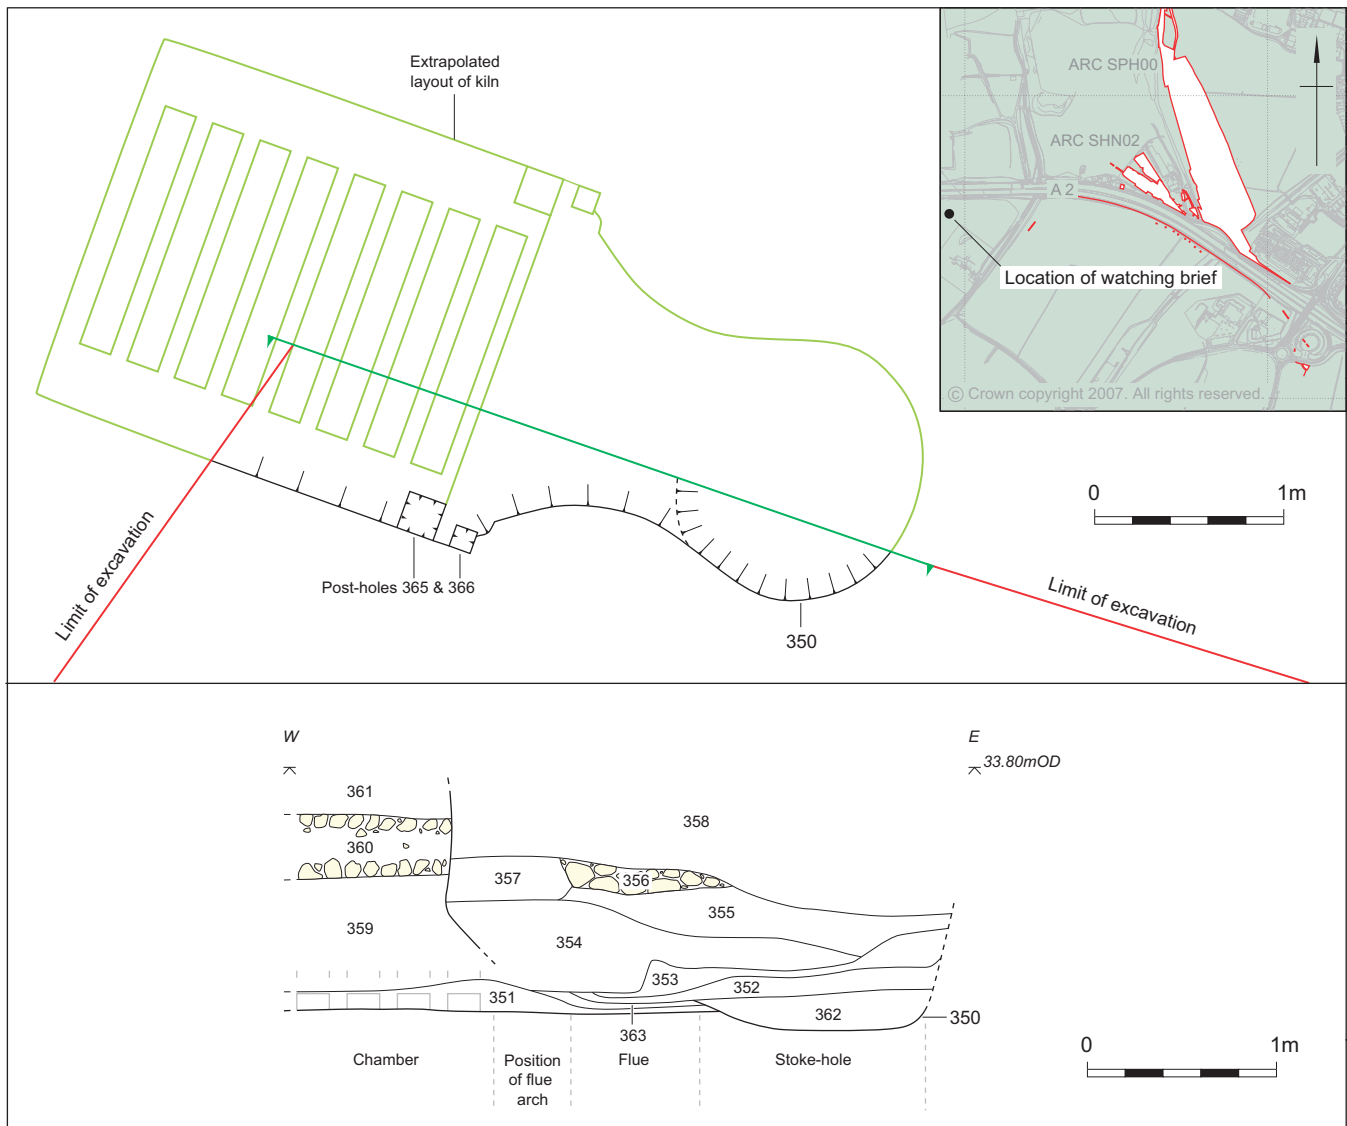 Extrapolated
layout of kiln
ARC SPH00
ARC SHN02
A 2
Location of watching brief
© Crown copyright 2007. All rights reserved.
0
1m
Limit of excavation
Post-holes 365 & 366
350
Limit of excavation
W
E
33.80mOD
361
360
359
358
357
356
355
354
353
352
351
362
363
350
Chamber
Position
of flue
arch
Flue
Stoke-hole
0
1m